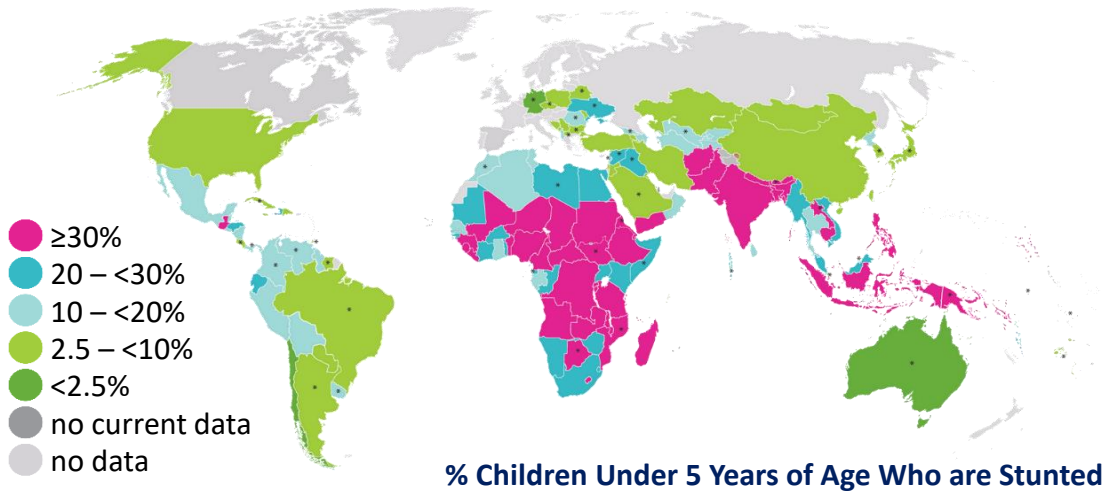 ≥30%
20 – <30%
10 – <20%
2.5 – <10%
<2.5%
no current data
no data
% Children Under 5 Years of Age Who are Stunted